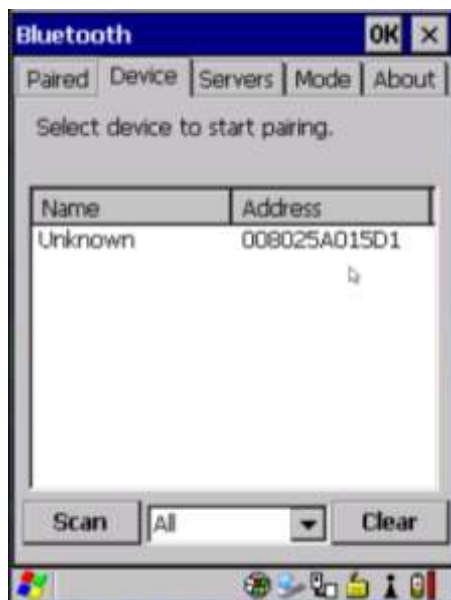 Bluetooth OK ×
Paired Device Servers Mode About
Select device to start pairing.
Name Address
Unknown 008025A015D1
Scan All Clear